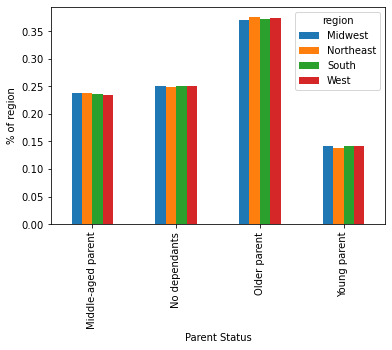 region
Midwest
Northeast
South
West
% of region
0.35
0.30
0.25
0.20
0.15
0.10
0.05
0.00
Middle-aged parent
No dependants
Older parent
Young parent
Parent Status